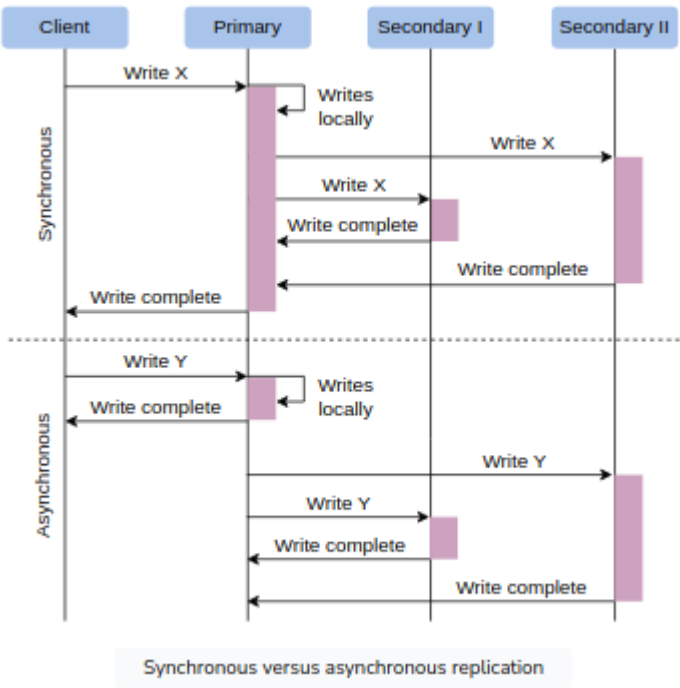 Client
Primary
Secondary I
Secondary II
Synchronous
Write X
Writes
locally
Write X
Write X
Write complete
Write complete
Write complete
Asynchronous
Write Y
Writes
locally
Write complete
Write Y
Write Y
Write complete
Write complete
Synchronous versus asynchronous replication